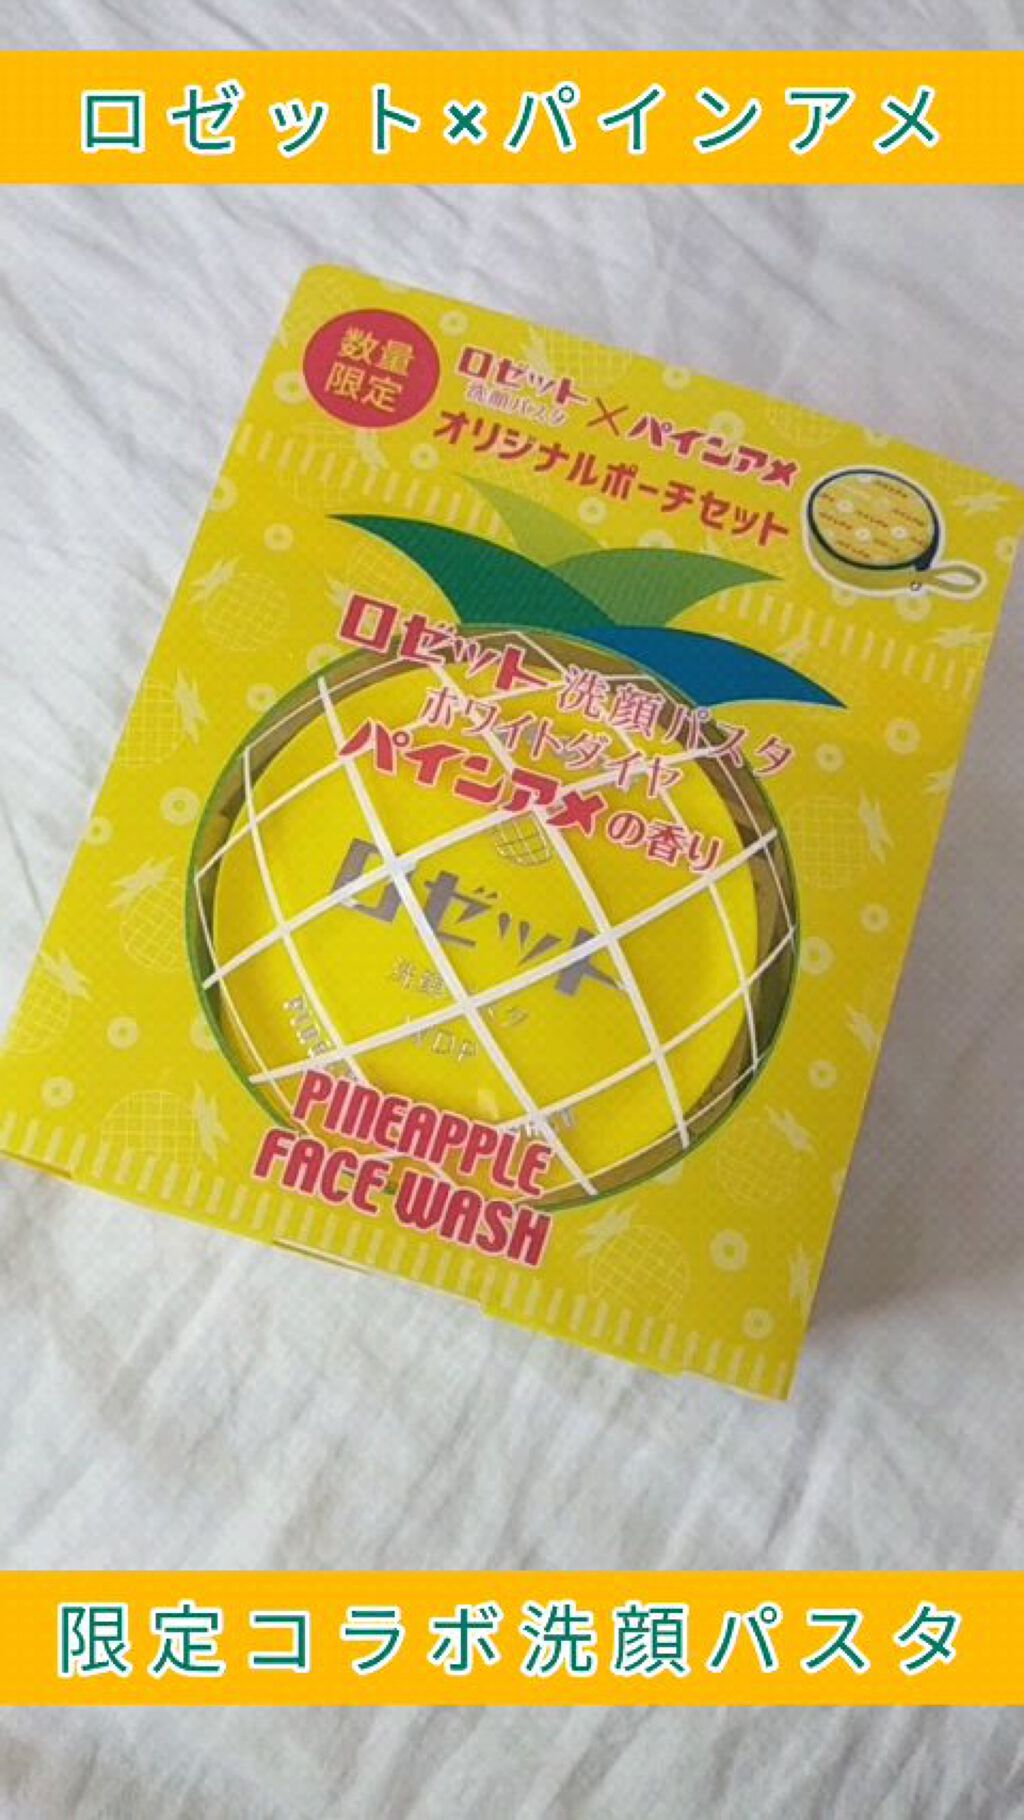 ロゼット×パインアメ
数量
限定
ロゼット
洗顔パスタ
×パインアメ
オリジナルポーチセット
ロゼット洗顔パスタ
ホワイトダイヤ
パインアメの香り
ロゼット
PINEAPPLE
FACE WASH
限定コラボ洗顔パスタ